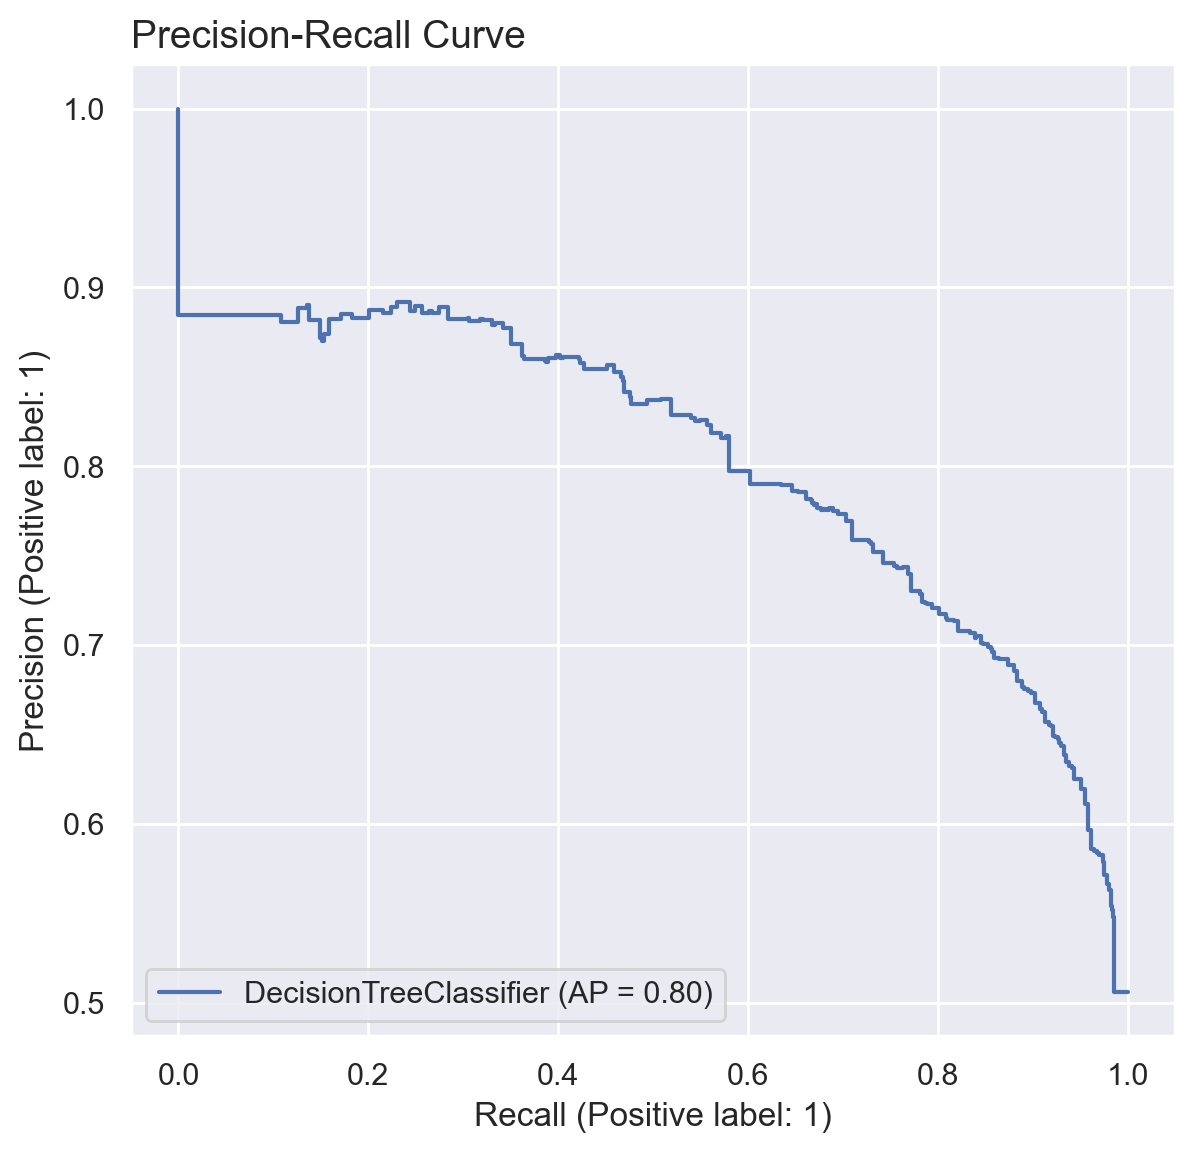 Precision-Recall Curve
1.0
0.9
0.8
0.7
0.6
0.5
Precision (Positive label: 1)
DecisionTreeClassifier (AP = 0.80)
0.0 0.2 0.4 0.6 0.8 1.0
Recall (Positive label: 1)